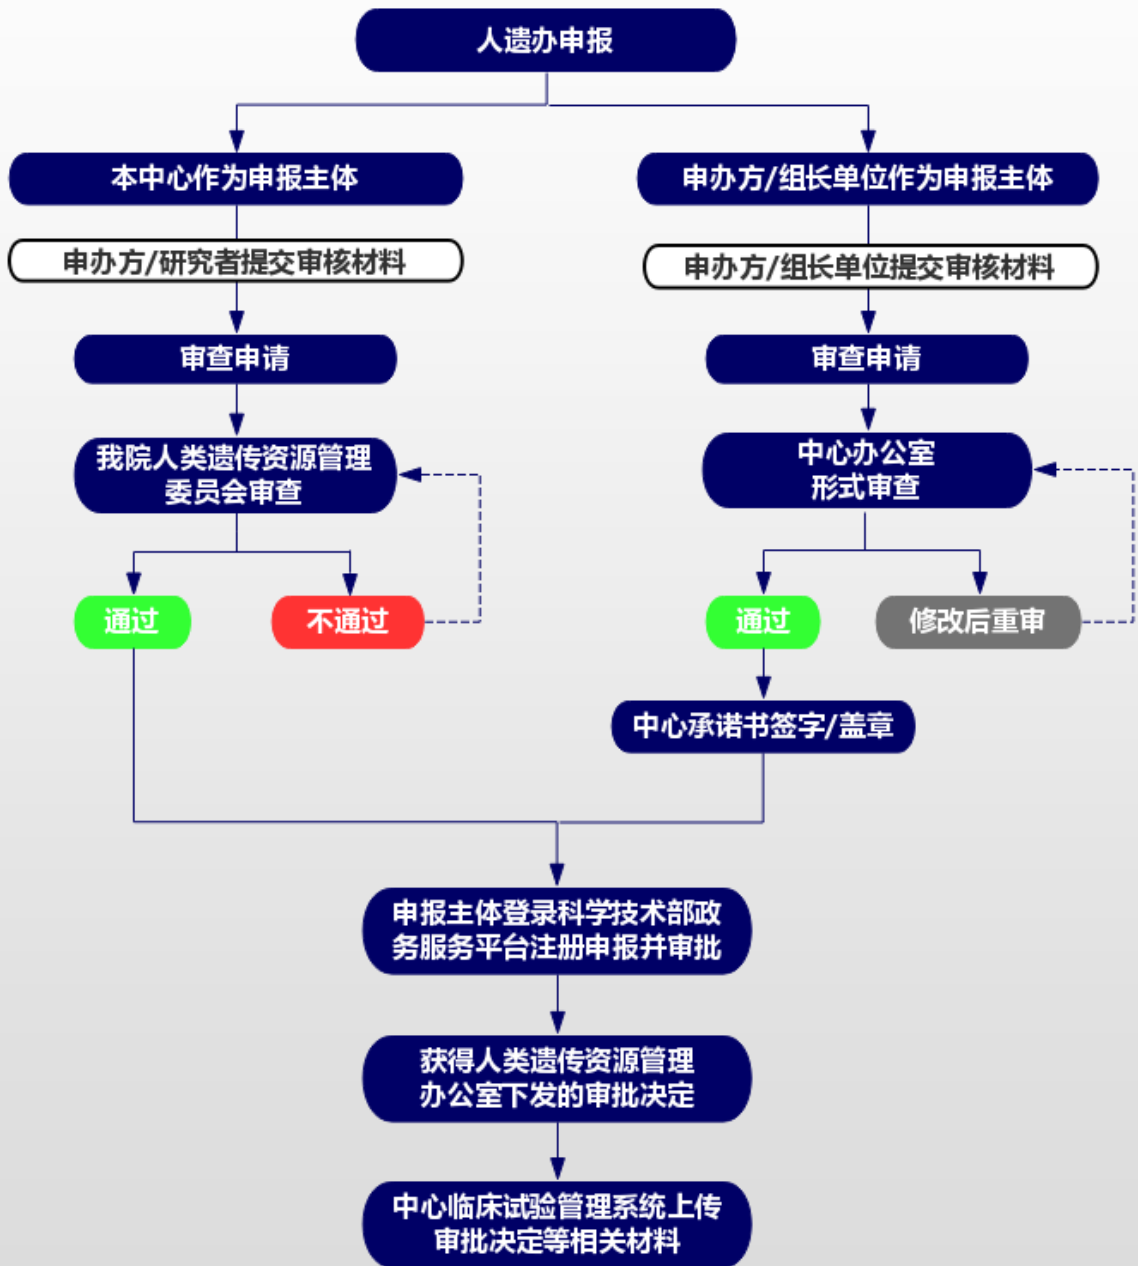 人遗办申报
本中心作为申报主体
申办方/组长单位作为申报主体
申办方/研究者提交审核材料
申办方/组长单位提交审核材料
审查申请
审查申请
我院人类遗传资源管理
委员会审查
中心办公室
形式审查
通过
不通过
通过
修改后重审
中心承诺书签字/盖章
申报主体登录科学技术部政
务服务平台注册申报并审批
获得人类遗传资源管理
办公室下发的审批决定
中心临床试验管理系统上传
审批决定等相关材料